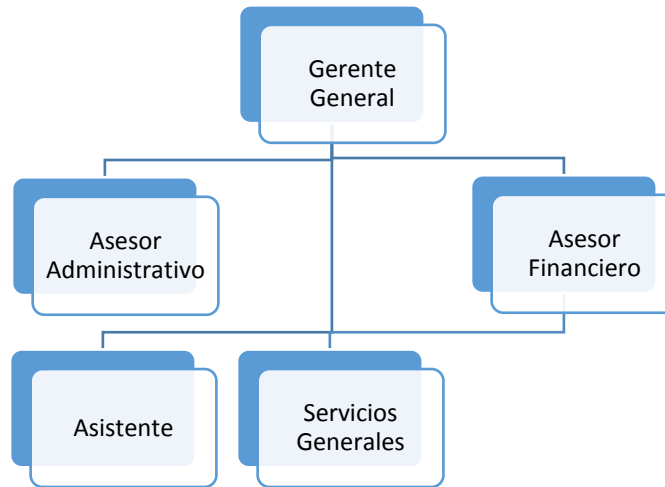 Gerente
General
Asesor
Administrativo
Asesor
Financiero
Asistente
Servicios
Generales